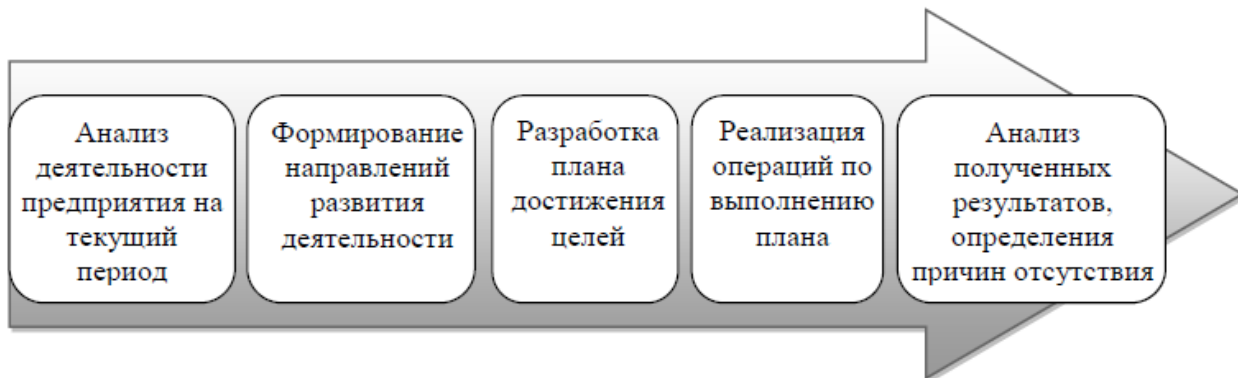 Анализ
деятельности
предприятия на
текущий
период
Формирование
направлений
развития
деятельности
Разработка
плана
достижения
целей
Реализация
операций по
выполнению
плана
Анализ
полученных
результатов,
определения
причин отсутствия